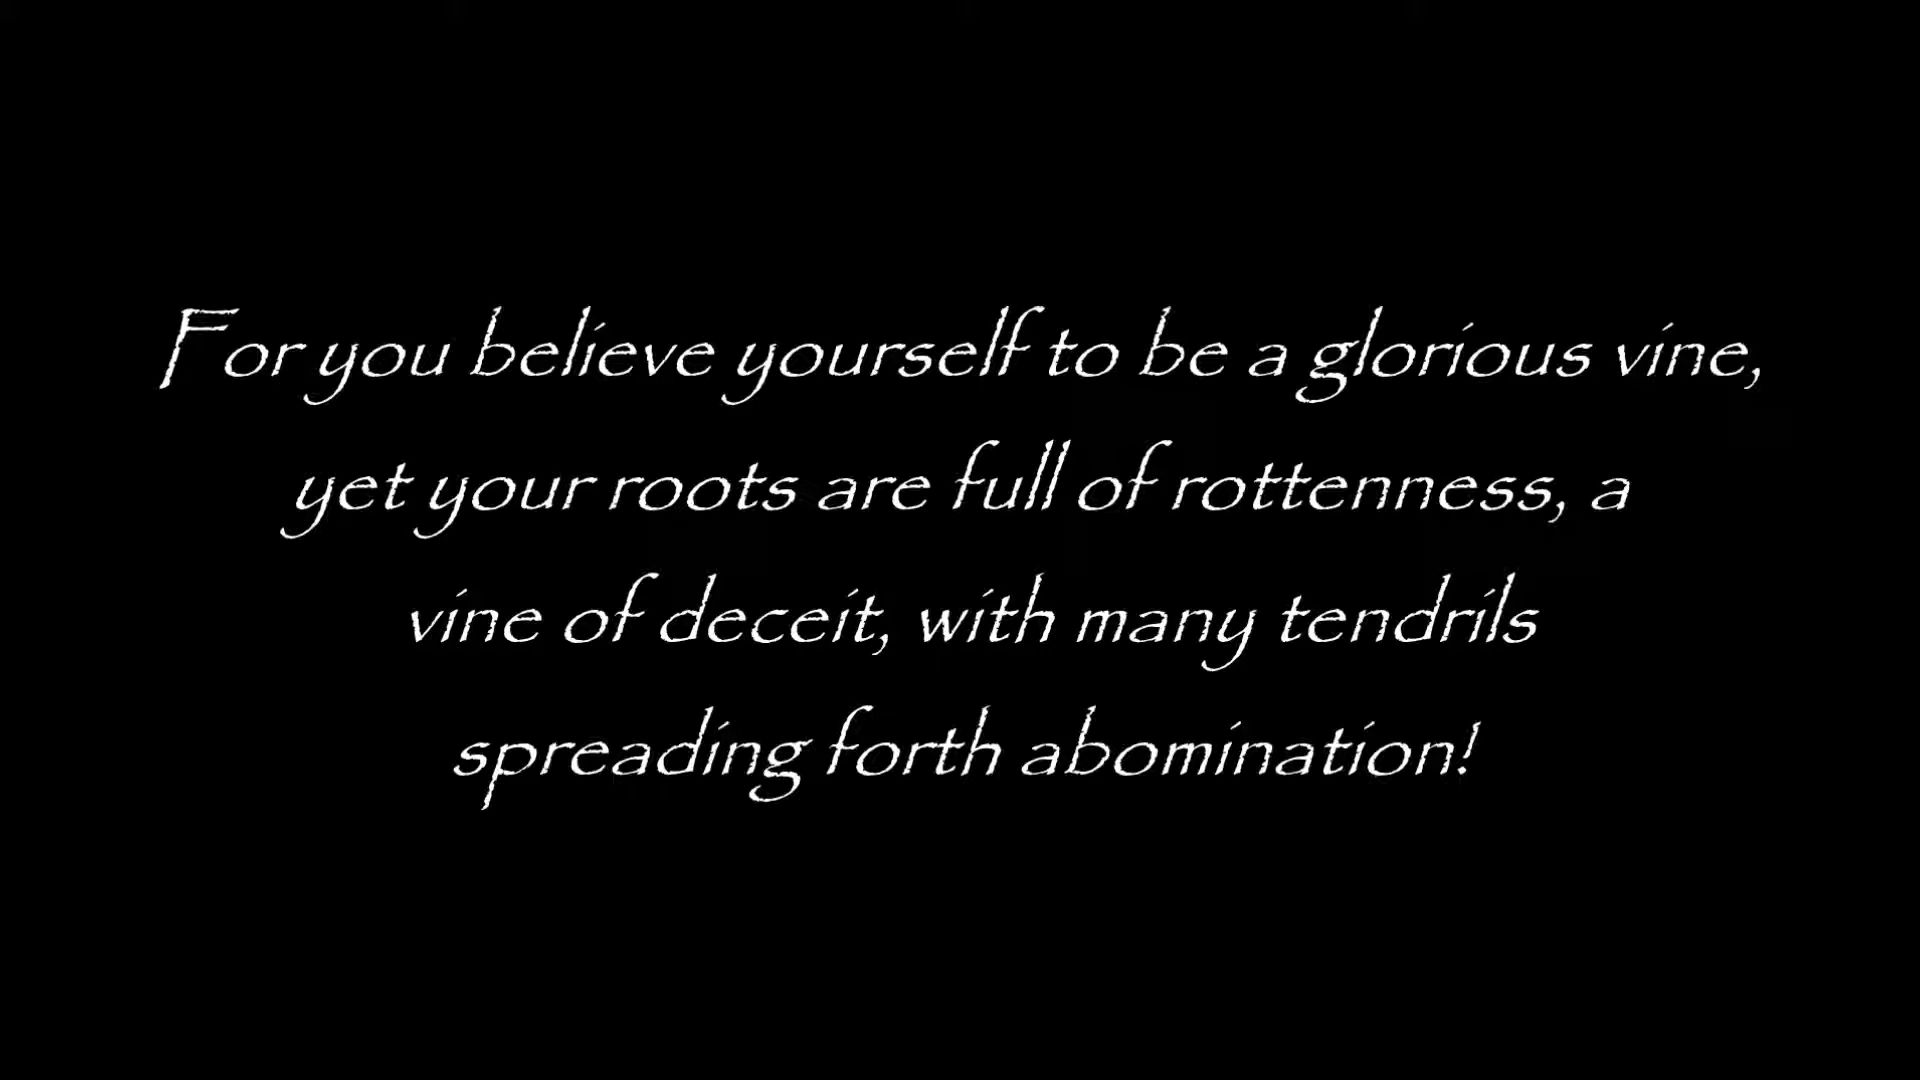 For you believe yourself to be a glorious vine,
yet your roots are full of rottenness, a
vine of deceit, with many tendrils
spreading forth abomination!